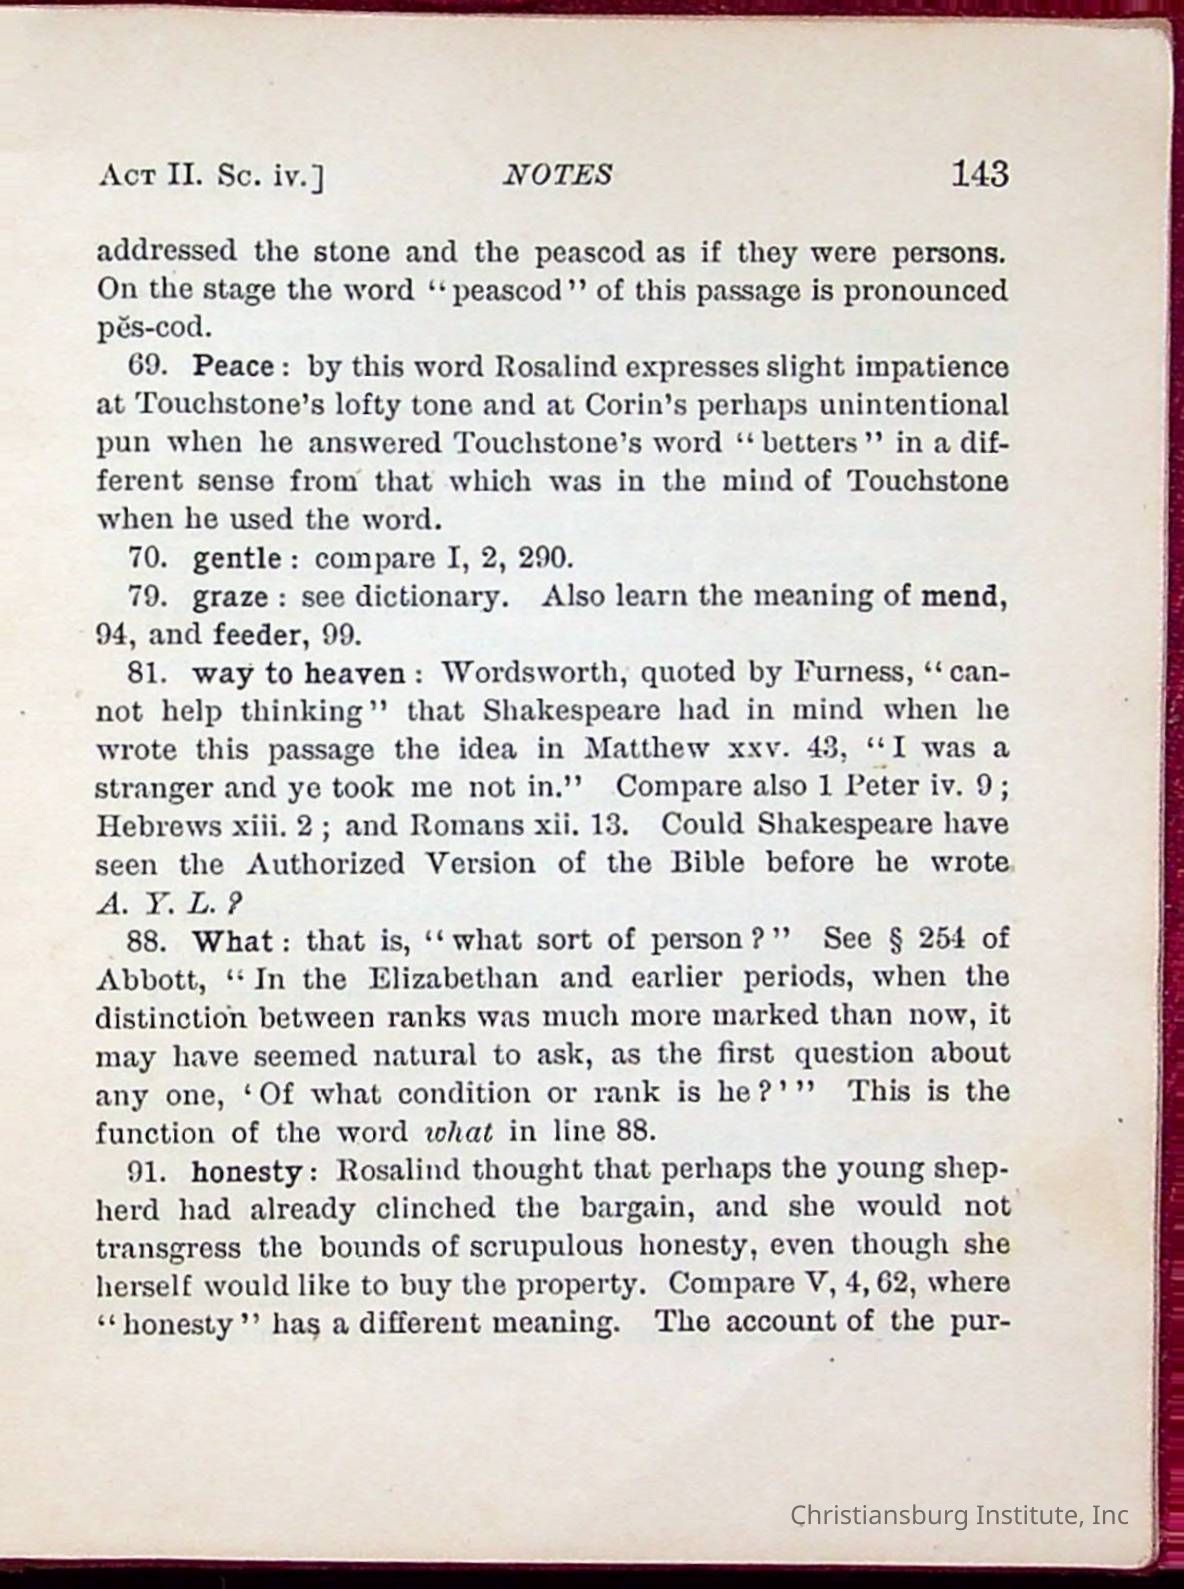 ACT II. Sc. iv.] NOTES 143
addressed the stone and the peascod as if they were persons.
On the stage the word “peascod” of this passage is pronounced
pĕs-cod.
69. Peace: by this word Rosalind expresses slight impatience
at Touchstone’s lofty tone and at Corin’s perhaps unintentional
pun when he answered Touchstone’s word “betters” in a dif-
ferent sense from that which was in the mind of Touchstone
when he used the word.
70. gentle: compare I, 2, 290.
79. graze: see dictionary. Also learn the meaning of mend,
94, and feeder, 99.
81. way to heaven: Wordsworth, quoted by Furness, “can-
not help thinking” that Shakespeare had in mind when he
wrote this passage the idea in Matthew xxv. 43, “I was a
stranger and ye took me not in.” Compare also 1 Peter iv. 9;
Hebrews xiii. 2; and Romans xii. 13. Could Shakespeare have
seen the Authorized Version of the Bible before he wrote
A. Y. L.?
88. What: that is, “what sort of person?” See § 254 of
Abbott, “In the Elizabethan and earlier periods, when the
distinction between ranks was much more marked than now, it
may have seemed natural to ask, as the first question about
any one, ‘Of what condition or rank is he?’” This is the
function of the word what in line 88.
91. honesty: Rosalind thought that perhaps the young shep-
herd had already clinched the bargain, and she would not
transgress the bounds of scrupulous honesty, even though she
herself would like to buy the property. Compare V, 4, 62, where
“honesty” has a different meaning. The account of the pur-
Christiansburg Institute, Inc